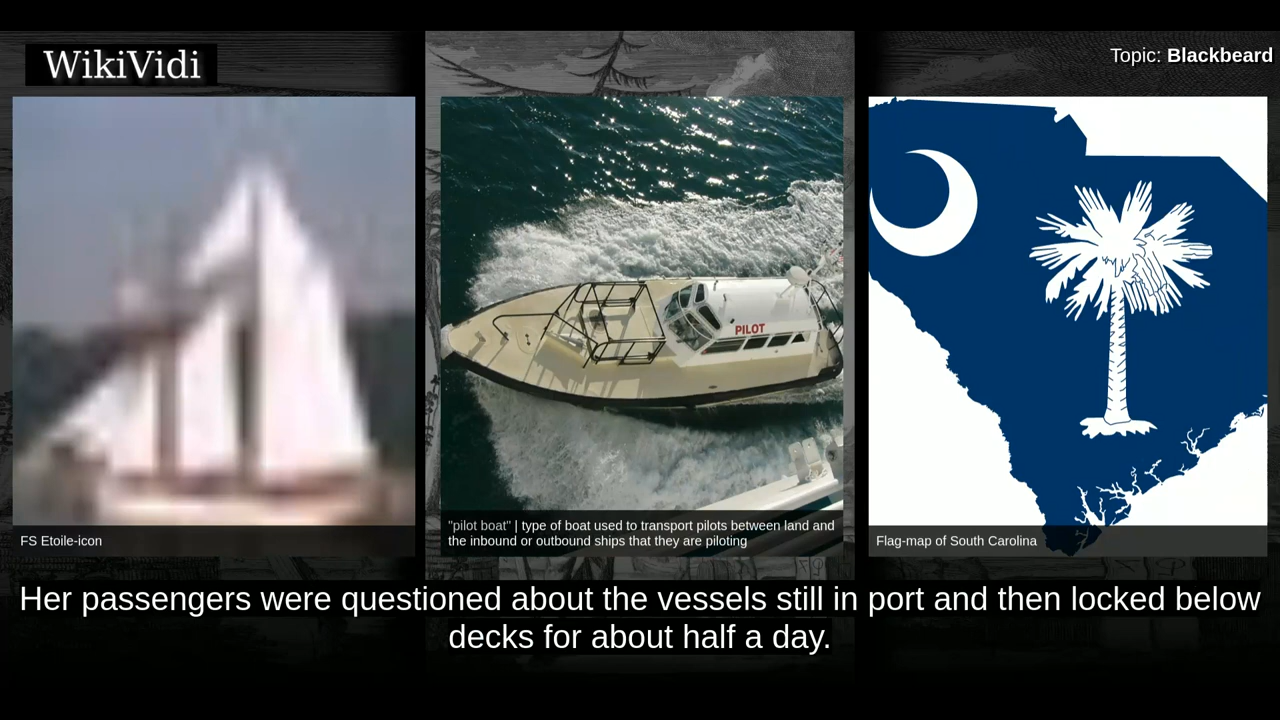 WikiVidi
Topic: Blackbeard
PILOT
FS Etoile-icon
"pilot boat" | type of boat used to transport pilots between land and
the inbound or outbound ships that they are piloting
Flag-map of South Carolina
Her passengers were questioned about the vessels still in port and then locked below
decks for about half a day.